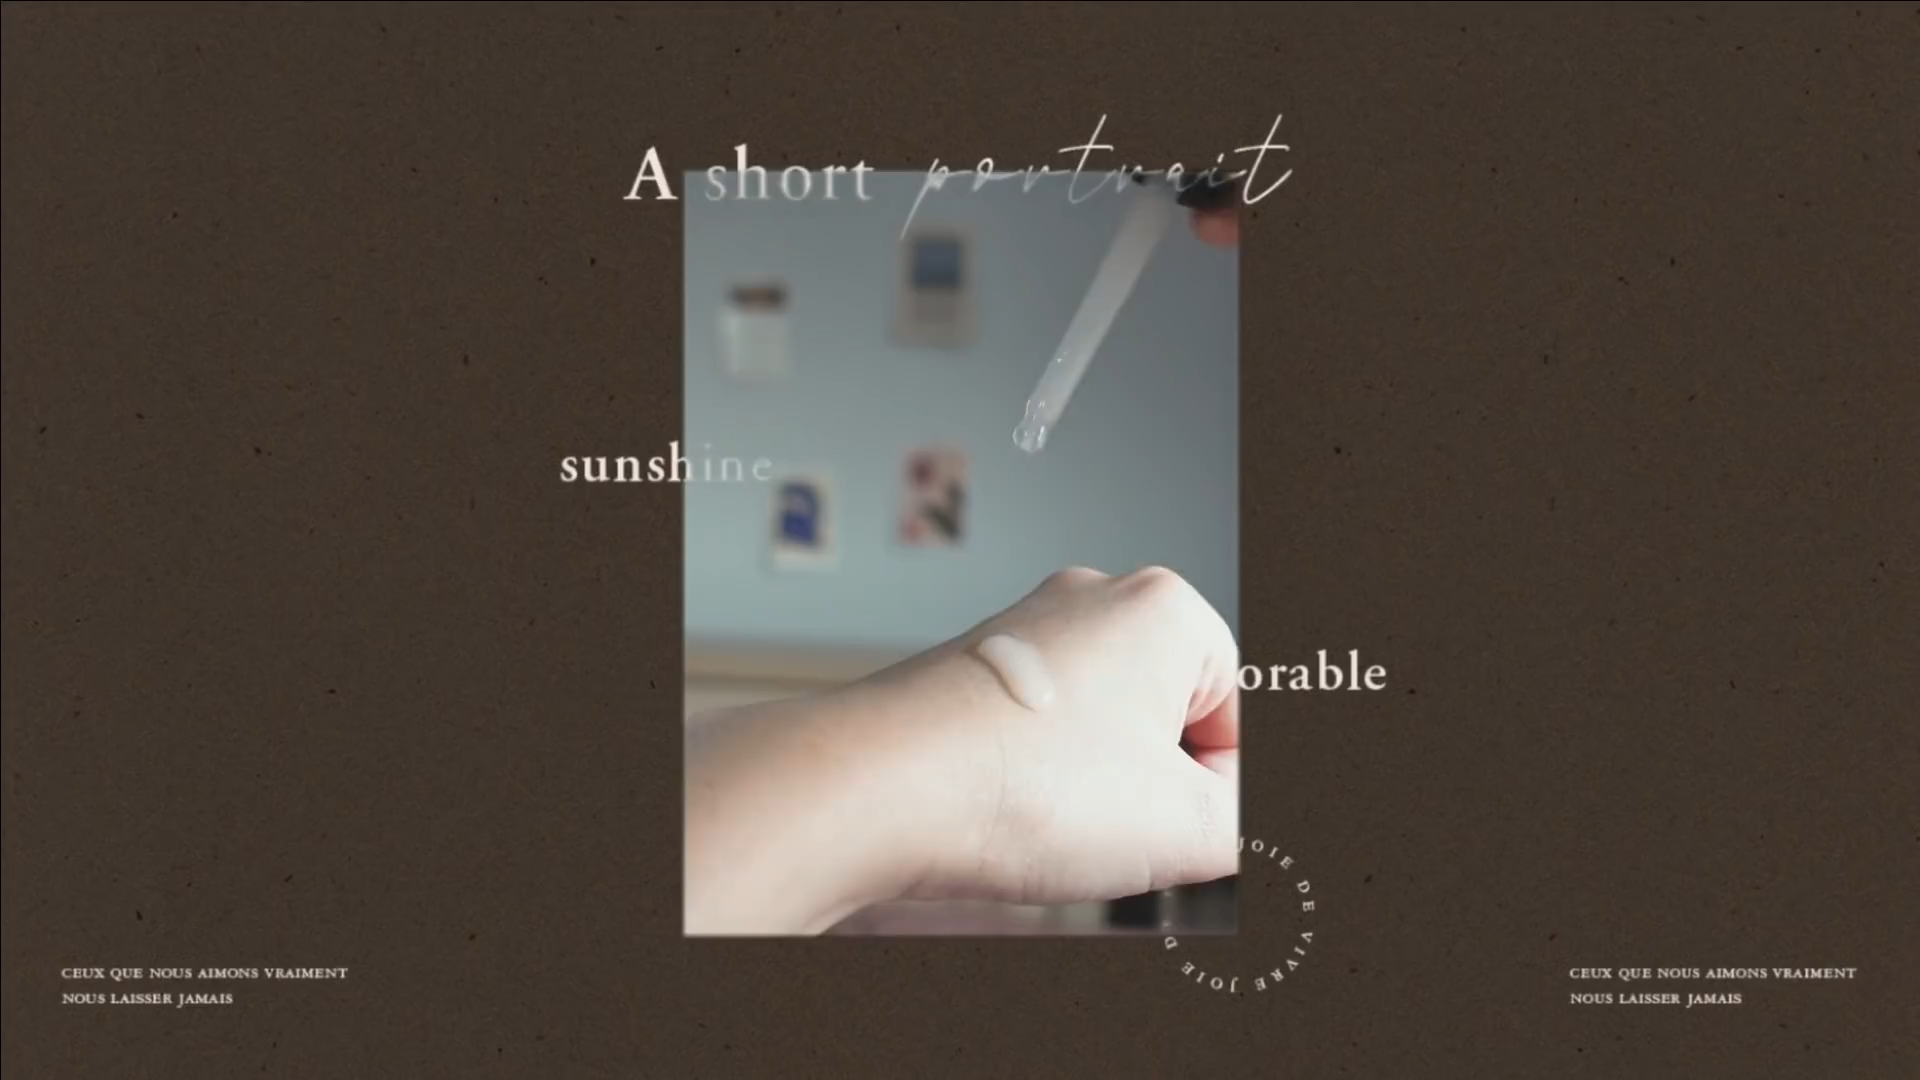 A short portrait
sunshine
orable
JOIE DE VIVRE JOIE D
CEUX QUE NOUS AIMONS VRAIMENT
NOUS LAISSER JAMAIS
CEUX QUE NOUS AIMONS VRAIMENT
NOUS LAISSER JAMAIS